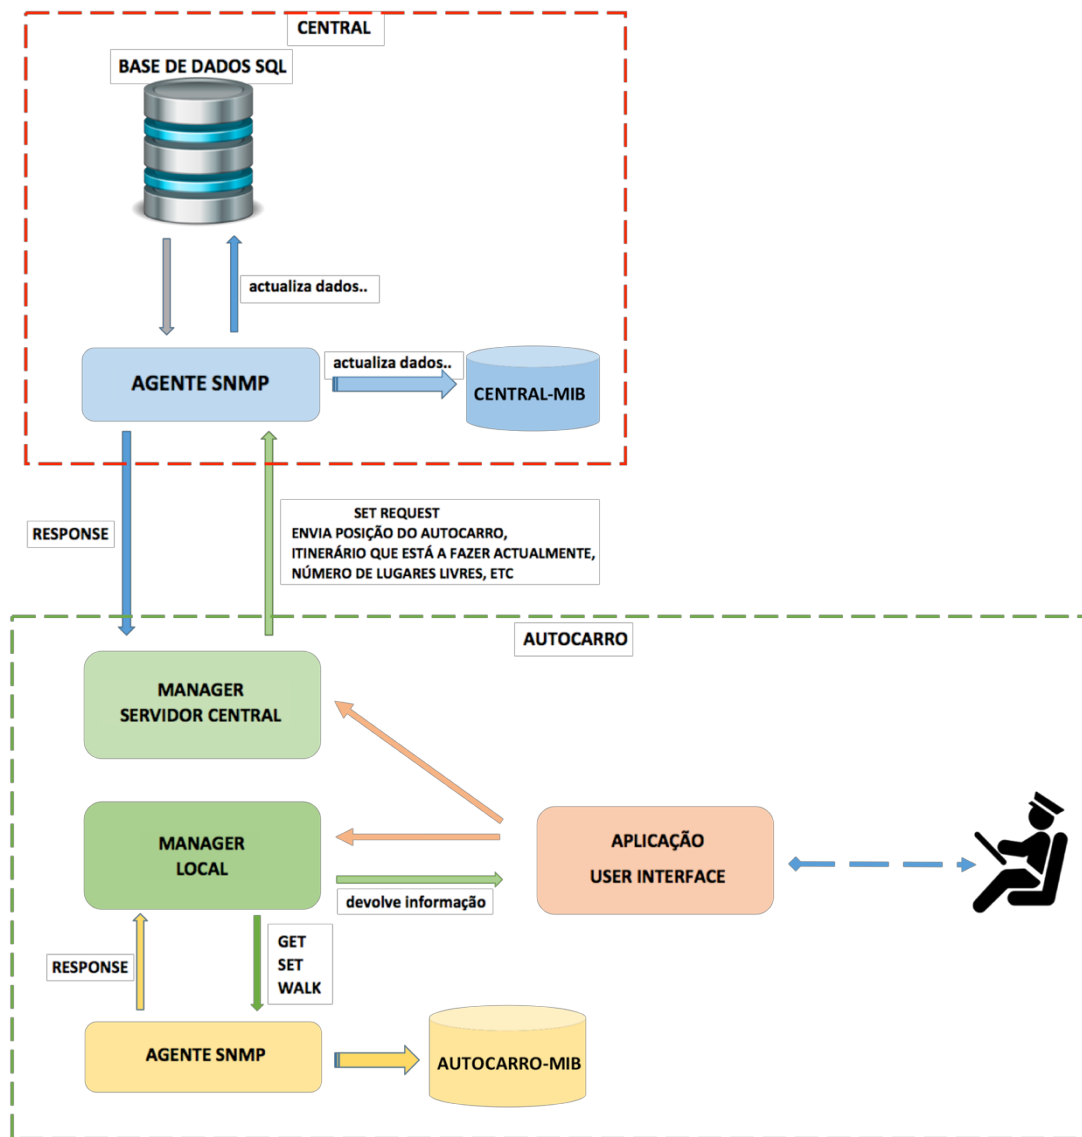 CENTRAL
BASE DE DADOS SQL
actualiza dados..
actualiza dados..
AGENTE SNMP
CENTRAL-MIB
RESPONSE
SET REQUEST
ENVIA POSIÇÃO DO AUTOCARRO,
ITINERÁRIO QUE ESTÁ A FAZER ACTUALMENTE,
NÚMERO DE LUGARES LIVRES, ETC
AUTOCARRO
MANAGER
SERVIDOR CENTRAL
MANAGER
LOCAL
APLICAÇÃO
USER INTERFACE
devolve informação
RESPONSE
GET
SET
WALK
AGENTE SNMP
AUTOCARRO-MIB